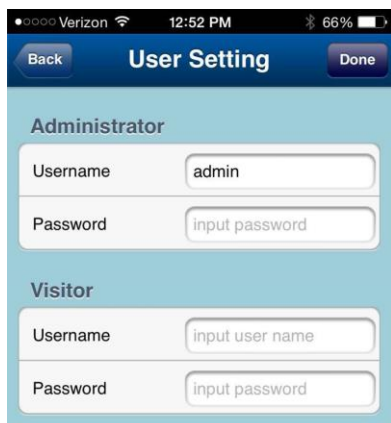 Verizon 12:52 PM 66%
Back User Setting Done
Administrator
Username admin
Password input password
Visitor
Username input user name
Password input password